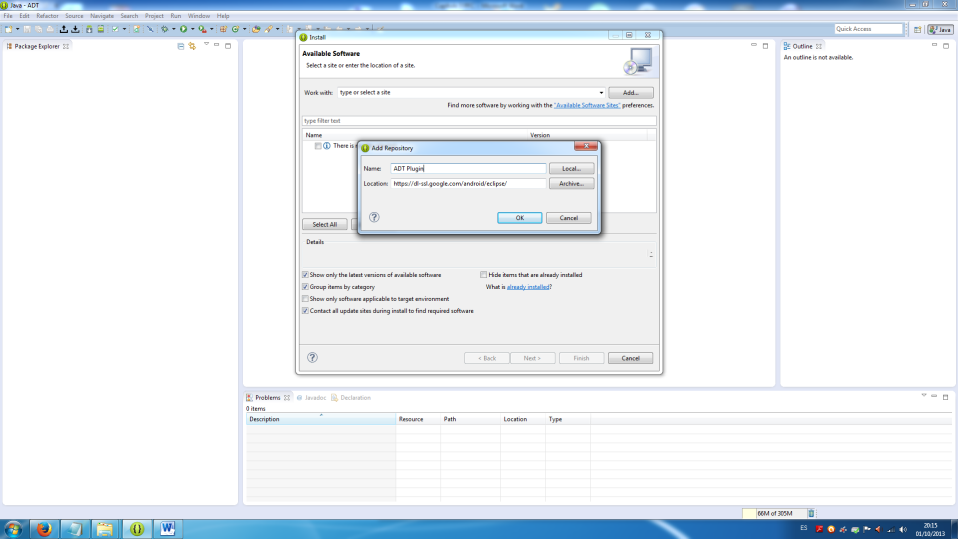 Java - ADT
File Edit Refactor Source Navigate Search Project Run Window Help
Quick Access
Java
Package Explorer
Install
Available Software
Select a site or enter the location of a site.
Work with: type or select a site
Add...
Find more software by working with the "Available Software Sites" preferences.
type filter text
Name Version
There is
Add Repository
Name: ADT Plugin
Local...
Location: https://dl-ssl.google.com/android/eclipse/
Archive...
OK Cancel
Select All
Details
Show only the latest versions of available software
Hide items that are already installed
Group items by category
What is already installed?
Show only software applicable to target environment
Contact all update sites during install to find required software
< Back Next > Finish Cancel
Outline
An outline is not available.
Problems Javadoc Declaration
0 items
Description Resource Path Location Type
66M of 305M
ES
20:15
01/10/2013